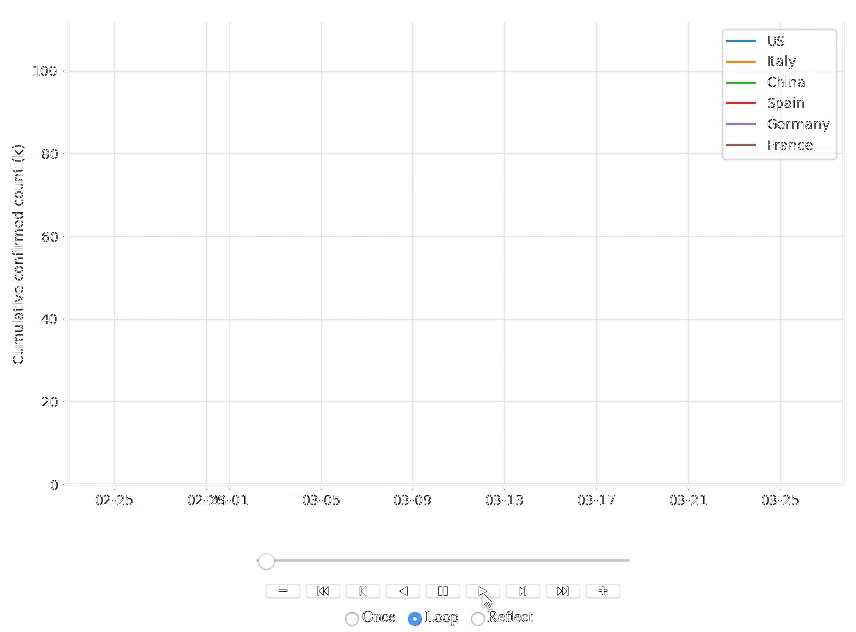 US
Italy
China
Spain
Germany
France
Cumulative confirmed count (k)
100
80
60
40
20
0
02-25
03-01
03-05
03-09
03-13
03-17
03-21
03-25
Once
Loop
Reflect